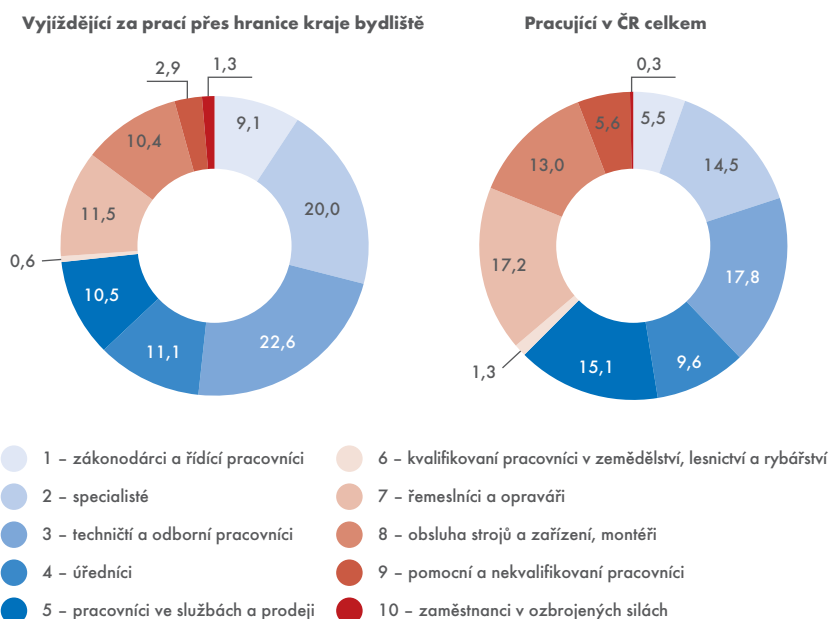 Vyjíždějící za prací přes hranice kraje bydliště
1,3
2,9
9,1
10,4
20,0
11,5
0,6
10,5
22,6
11,1
Pracující v ČR celkem
0,3
5,6
5,5
13,0
14,5
17,2
17,8
1,3
15,1
9,6
1 – zákonodárci a řídící pracovníci
2 – specialisté
3 – techničtí a odborní pracovníci
4 – úředníci
5 – pracovníci ve službách a prodeji
6 – kvalifikovaní pracovníci v zemědělství, lesnictví a rybářství
7 – řemeslníci a opraváři
8 – obsluha strojů a zařízení, montéři
9 – pomocní a nekvalifikovaní pracovníci
10 – zaměstnanci v ozbrojených silách